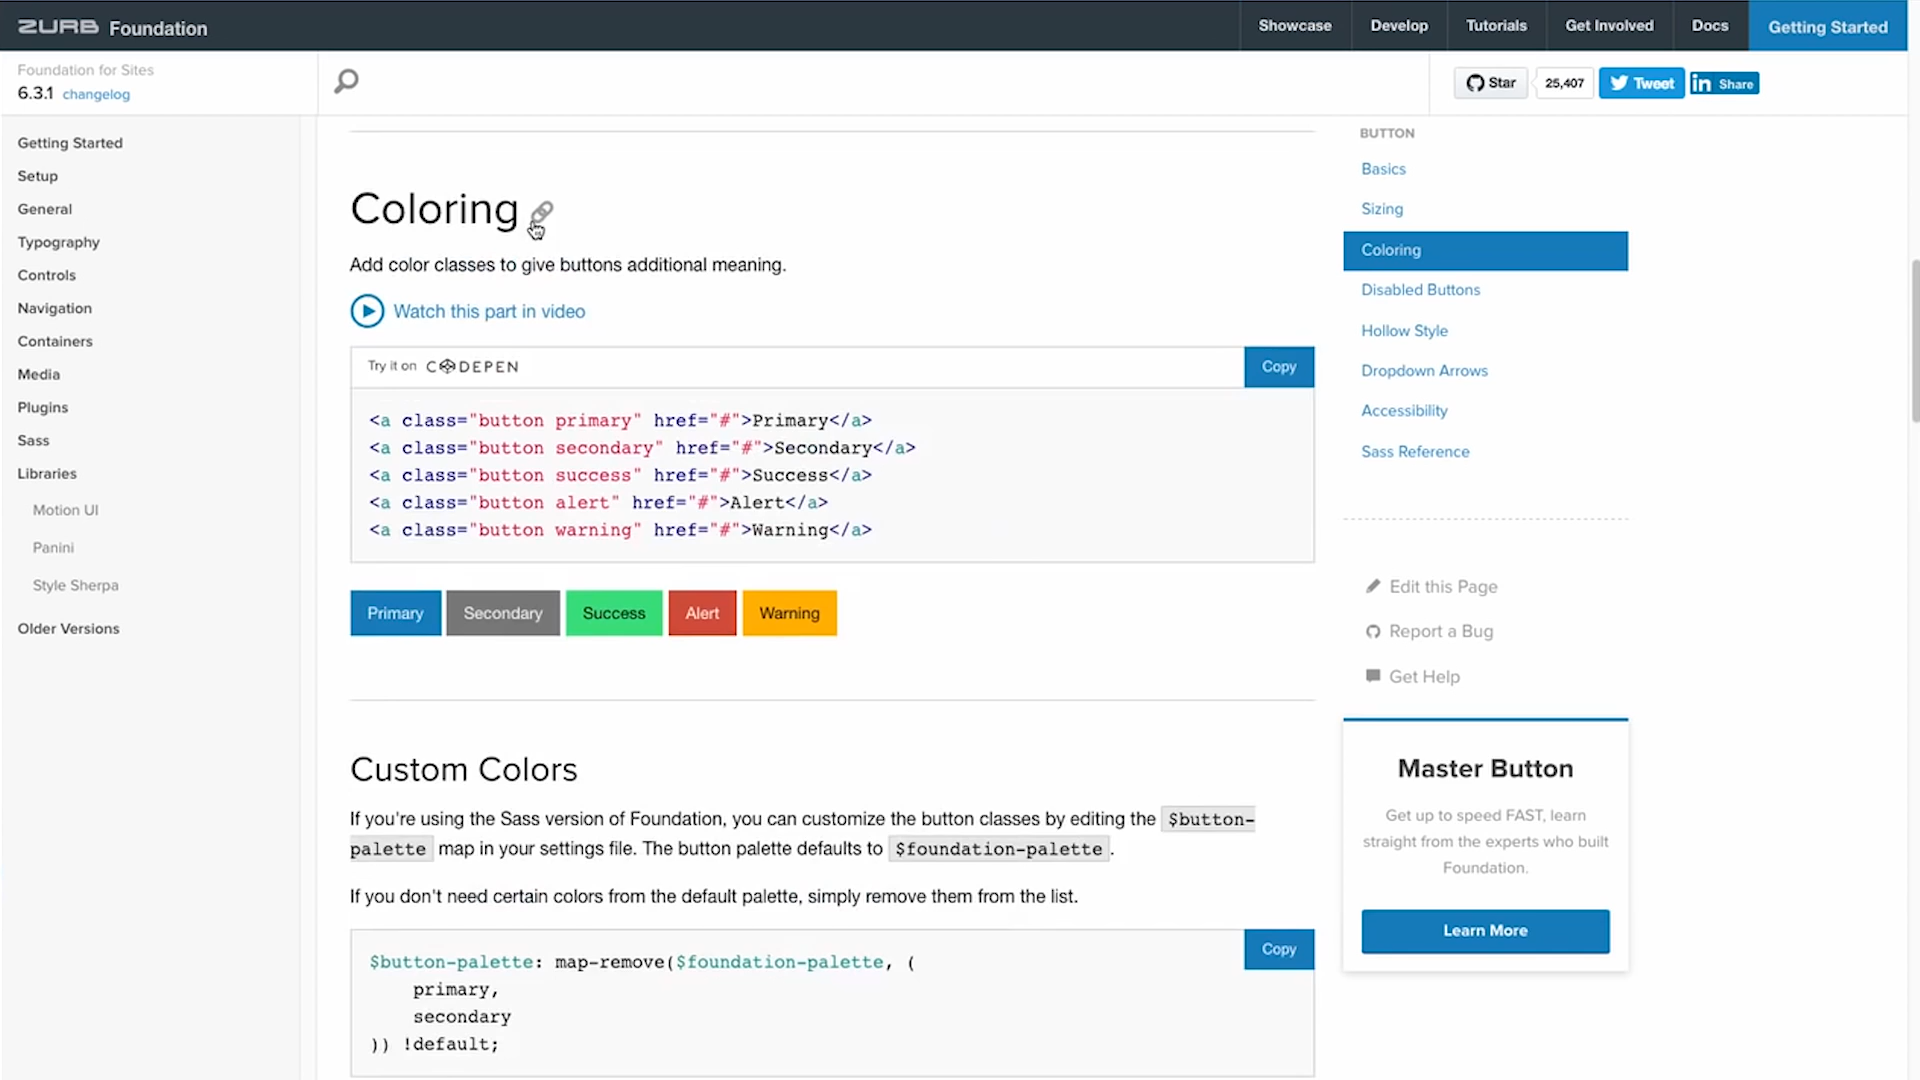 ZURB Foundation
Showcase
Develop
Tutorials
Get Involved
Docs
Getting Started
Foundation for Sites
6.3.1 changelog
Star
25,407
Tweet
in Share
Getting Started
Setup
General
Typography
Controls
Navigation
Containers
Media
Plugins
Sass
Libraries
Motion UI
Panini
Style Sherpa
Older Versions
Coloring
Add color classes to give buttons additional meaning.
Watch this part in video
Try it on CODEPEN
Copy
<a class="button primary" href="#">Primary</a>
<a class="button secondary" href="#">Secondary</a>
<a class="button success" href="#">Success</a>
<a class="button alert" href="#">Alert</a>
<a class="button warning" href="#">Warning</a>
Primary
Secondary
Success
Alert
Warning
Custom Colors
If you're using the Sass version of Foundation, you can customize the button classes by editing the $button-
palette map in your settings file. The button palette defaults to $foundation-palette.
If you don't need certain colors from the default palette, simply remove them from the list.
Copy
$button-palette: map-remove($foundation-palette, (
primary,
secondary
)) !default;
BUTTON
Basics
Sizing
Coloring
Disabled Buttons
Hollow Style
Dropdown Arrows
Accessibility
Sass Reference
Edit this Page
Report a Bug
Get Help
Master Button
Get up to speed FAST, learn
straight from the experts who built
Foundation.
Learn More